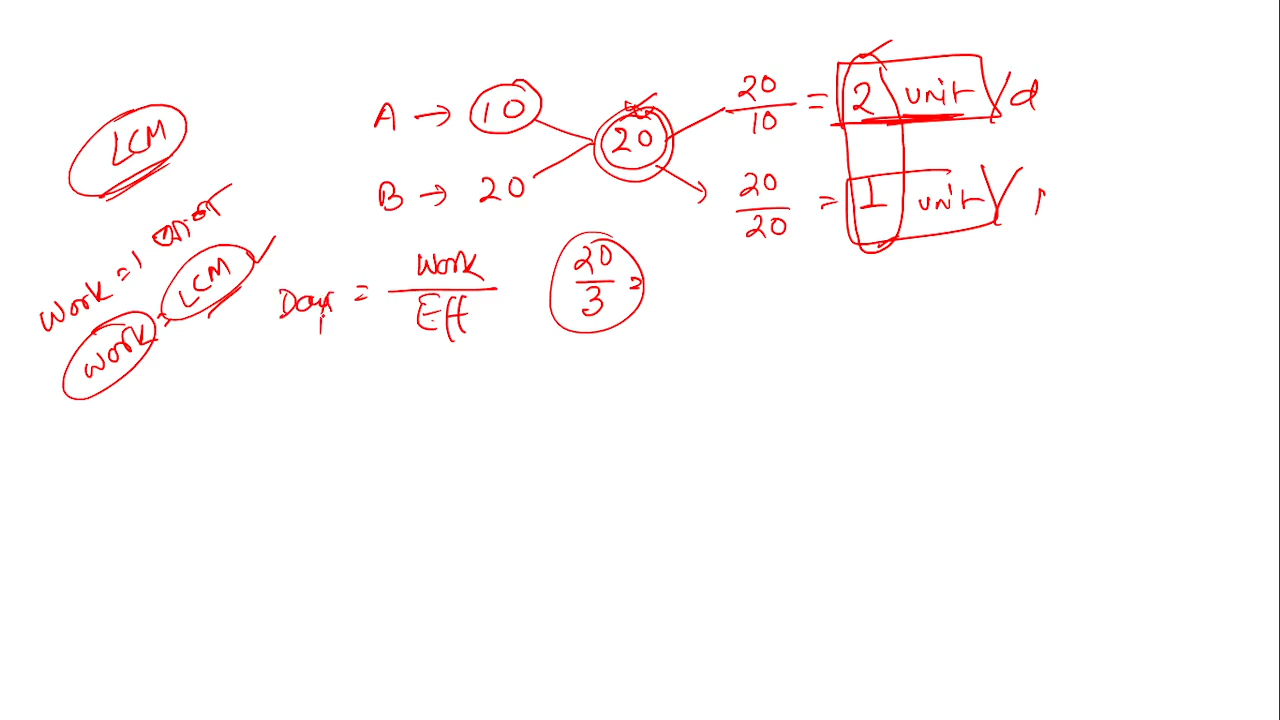 LCM
A → 10
20
20/10 = 2 unit/d
B → 20
20/20 = 1 unit/
Work = 1
Work = LCM
Days = Work/Eff
20/3 =